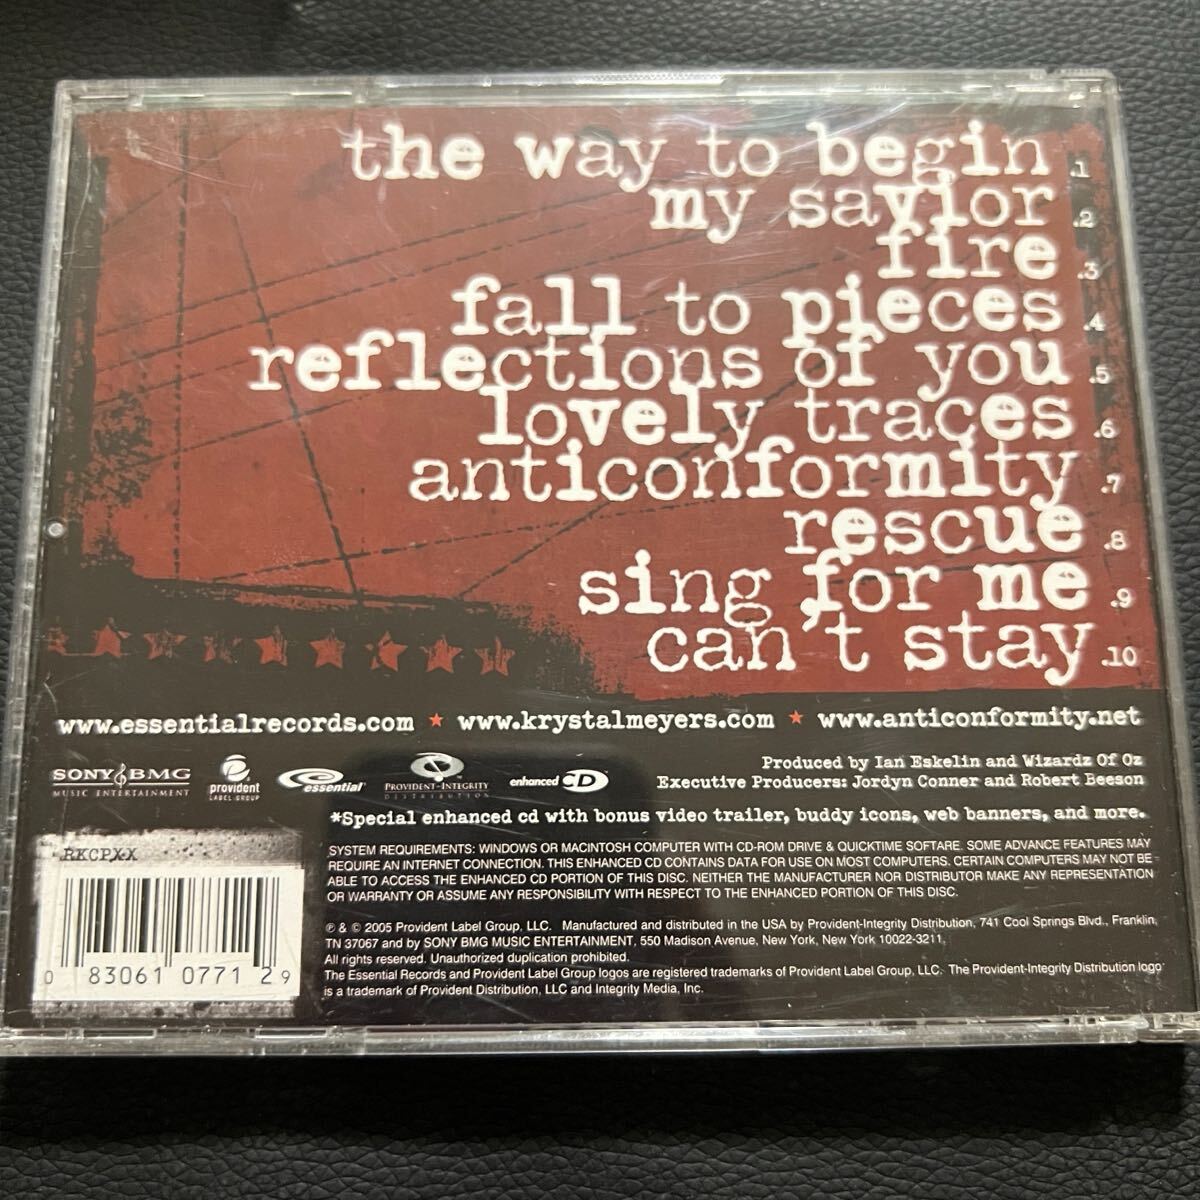 the way to begin .1
my savior .2
fire .3
fall to pieces .4
reflections of you .5
lovely traces .6
anticonformity .7
rescue .8
sing for me .9
can't stay .10
www.essentialrecords.com ★ www.krystalmeyers.com ★ www.anticonformity.net
SONY BMG
MUSIC ENTERTAINMENT
provident
LABEL GROUP
essential
PROVIDENT-INTEGRITY
DISTRIBUTION
enhanced CD
Produced by Ian Eskelin and Wizardz Of Oz
Executive Producers: Jordyn Conner and Robert Beeson
*Special enhanced cd with bonus video trailer, buddy icons, web banners, and more.
RKCPXX
0 83061 0771 2 9
SYSTEM REQUIREMENTS: WINDOWS OR MACINTOSH COMPUTER WITH CD-ROM DRIVE & QUICKTIME SOFTARE. SOME ADVANCE FEATURES MAY
REQUIRE AN INTERNET CONNECTION. THIS ENHANCED CD CONTAINS DATA FOR USE ON MOST COMPUTERS. CERTAIN COMPUTERS MAY NOT BE
ABLE TO ACCESS THE ENHANCED CD PORTION OF THIS DISC. NEITHER THE MANUFACTURER NOR DISTRIBUTOR MAKE ANY REPRESENTATION
OR WARRANTY OR ASSUME ANY RESPONSIBILITY WITH RESPECT TO THE ENHANCED PORTION OF THIS DISC.
℗ & © 2005 Provident Label Group, LLC. Manufactured and distributed in the USA by Provident-Integrity Distribution, 741 Cool Springs Blvd., Franklin,
TN 37067 and by SONY BMG MUSIC ENTERTAINMENT, 550 Madison Avenue, New York, New York 10022-3211.
All rights reserved. Unauthorized duplication prohibited.
The Essential Records and Provident Label Group logos are registered trademarks of Provident Label Group, LLC. The Provident-Integrity Distribution logo
is a trademark of Provident Distribution, LLC and Integrity Media, Inc.